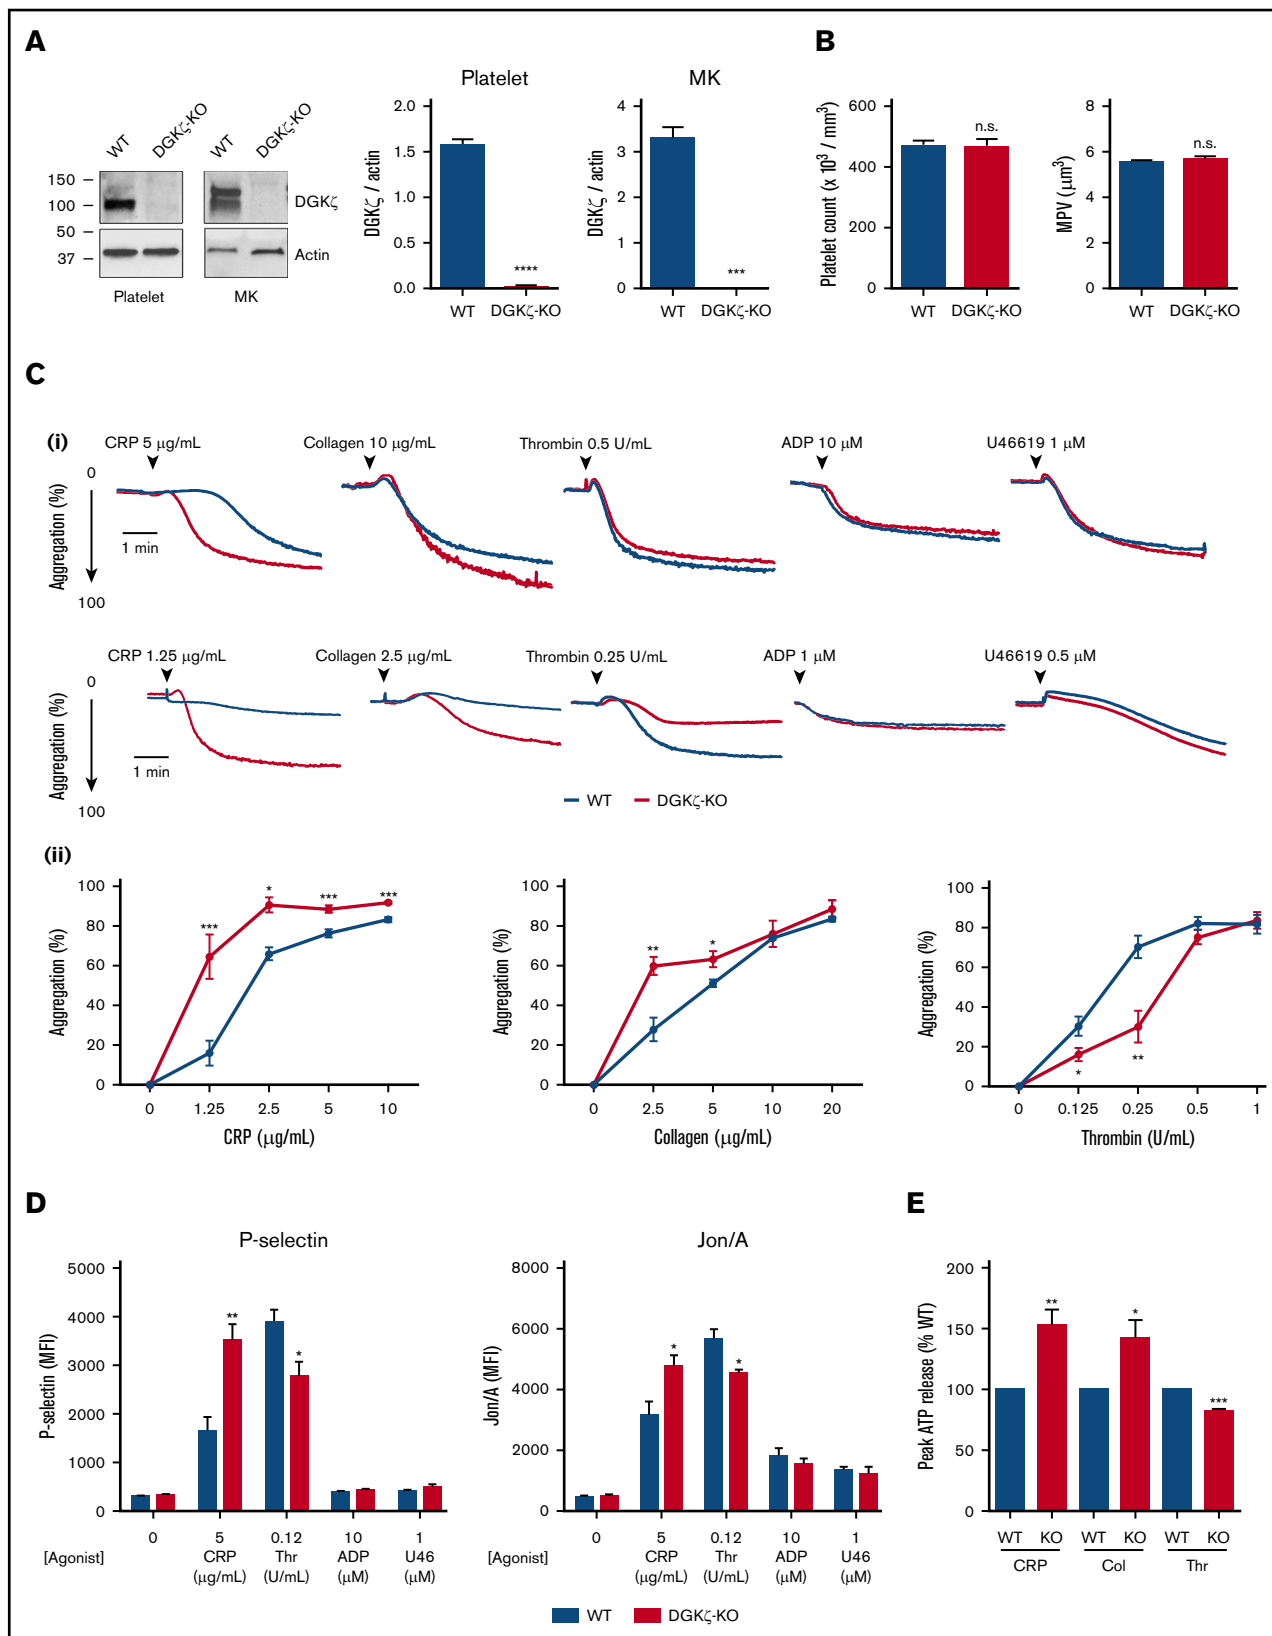 A
WT
DGKζ-KO
WT
DGKζ-KO
150
100
50
37
DGKζ
Actin
Platelet
MK
Platelet
DGKζ / actin
2.0
1.5
1.0
0.5
0.0
****
WT
DGKζ-KO
MK
DGKζ / actin
4
3
2
1
0
***
WT
DGKζ-KO
B
Platelet count (x 10³ / mm³)
600
400
200
0
n.s.
WT
DGKζ-KO
MPV (μm³)
8
6
4
2
0
n.s.
WT
DGKζ-KO
C
(i)
CRP 5 μg/mL
Collagen 10 μg/mL
Thrombin 0.5 U/mL
ADP 10 μM
U46619 1 μM
0
Aggregation (%)
100
1 min
CRP 1.25 μg/mL
Collagen 2.5 μg/mL
Thrombin 0.25 U/mL
ADP 1 μM
U46619 0.5 μM
0
Aggregation (%)
100
1 min
WT
DGKζ-KO
(ii)
Aggregation (%)
100
80
60
40
20
0
***
*
***
***
0
1.25
2.5
5
10
CRP (μg/mL)
Aggregation (%)
100
80
60
40
20
0
**
*
0
2.5
5
10
20
Collagen (μg/mL)
Aggregation (%)
100
80
60
40
20
0
*
**
0
0.125
0.25
0.5
1
Thrombin (U/mL)
D
P-selectin
P-selectin (MFI)
5000
4000
3000
2000
1000
0
**
*
0
5
0.12
10
1
[Agonist]
CRP
Thr
ADP
U46
(μg/mL)
(U/mL)
(μM)
(μM)
Jon/A
Jon/A (MFI)
8000
6000
4000
2000
0
*
*
0
5
0.12
10
1
[Agonist]
CRP
Thr
ADP
U46
(μg/mL)
(U/mL)
(μM)
(μM)
WT
DGKζ-KO
E
Peak ATP release (% WT)
200
150
100
50
0
**
*
***
WT
KO
WT
KO
WT
KO
CRP
Col
Thr